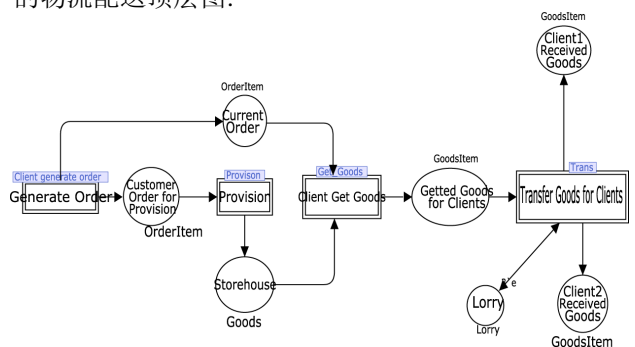 的物流配送顶层图:
GoodsItem
Client1
Received
Goods
OrderItem
Current
Order
Client generate order
Generate Order
Customer
Order for
Provision
OrderItem
Provison
Provision
Get Goods
Client Get Goods
GoodsItem
Getted Goods
for Clients
Trans
Transfer Goods for Clients
Storehouse
Goods
Lorry
Lorry
Client2
Received
Goods
GoodsItem